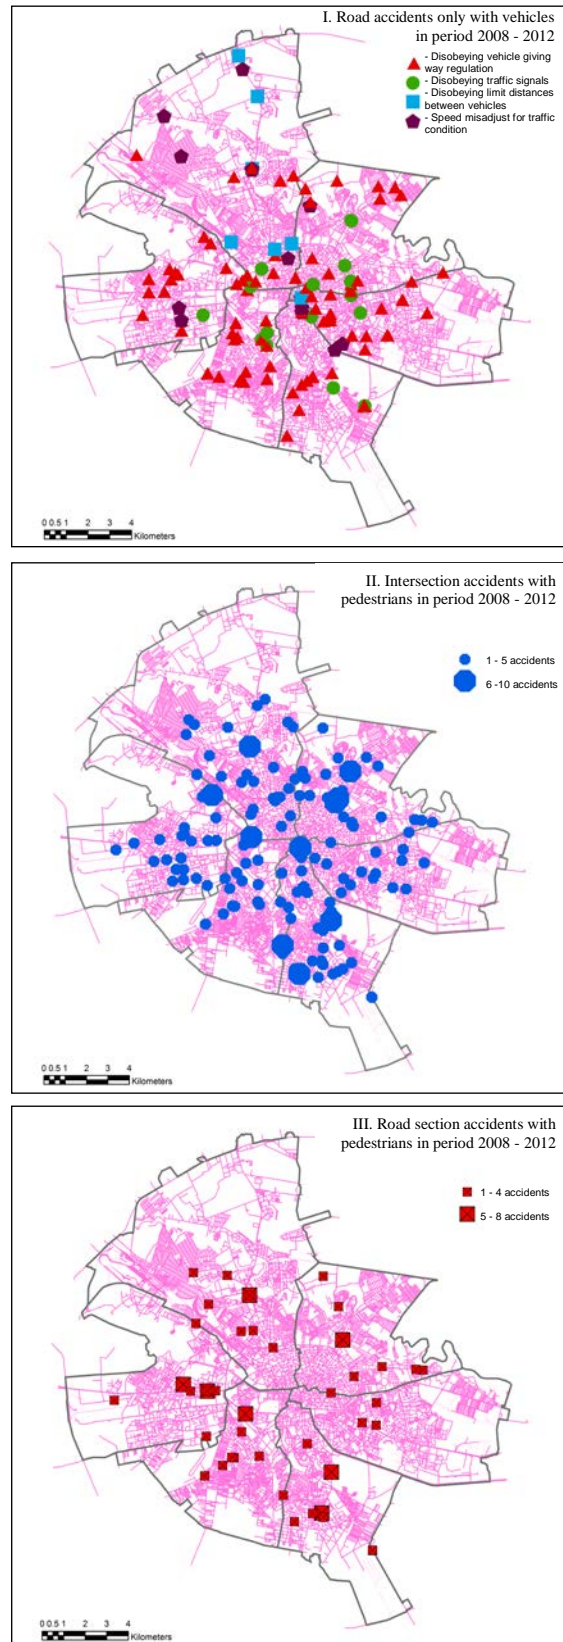 I. Road accidents only with vehicles
in period 2008 - 2012
- Disobeying vehicle giving
way regulation
- Disobeying traffic signals
- Disobeying limit distances
between vehicles
- Speed misadjust for traffic
condition
0 0.5 1 2 3 4
Kilometers
II. Intersection accidents with
pedestrians in period 2008 - 2012
1 - 5 accidents
6 -10 accidents
0 0.5 1 2 3 4
Kilometers
III. Road section accidents with
pedestrians in period 2008 - 2012
1 - 4 accidents
5 - 8 accidents
0 0.5 1 2 3 4
Kilometers